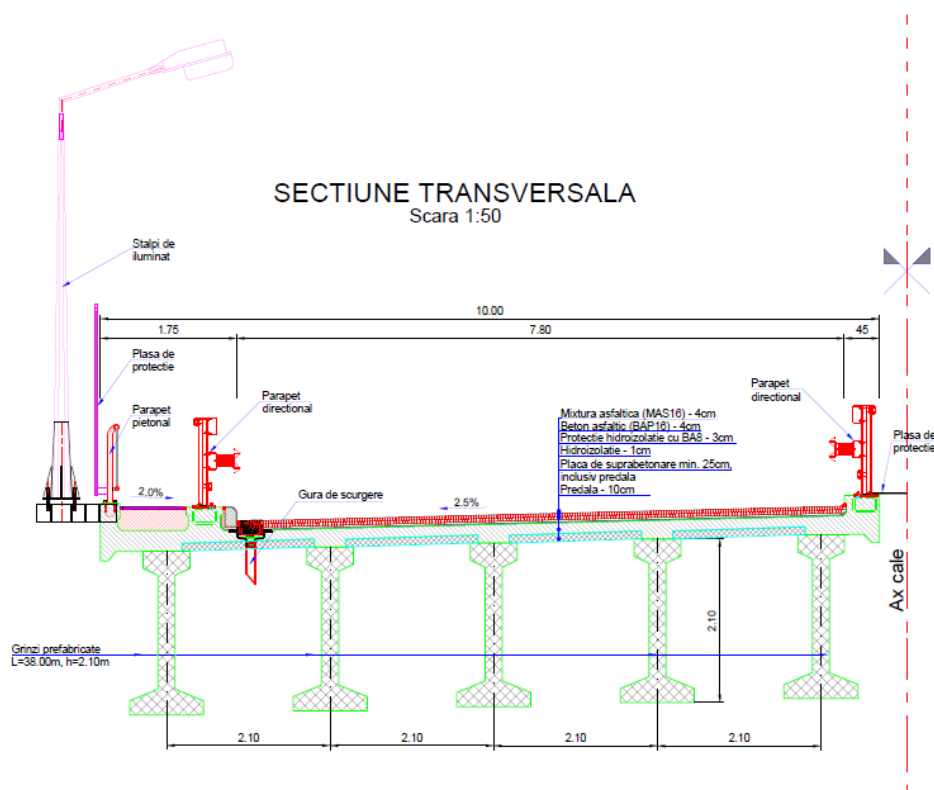 SECTIUNE TRANSVERSALA
Scara 1:50
Stalpi de
iluminat
10.00
1.75
7.80
45
Plasa de
protectie
Parapet
pietonal
Parapet
directional
Parapet
directional
Mixtura asfaltica (MAS16) - 4cm
Beton asfaltic (BAP16) - 4cm
Protectie hidroizolatie cu BA8 - 3cm
Hidroizolatie - 1cm
Placa de suprabetonare min. 25cm,
inclusiv predala
Predala - 10cm
Plasa de
protectie
2.0%
Gura de scurgere
2.5%
Ax cale
2.10
Grinzi prefabricate
L=38.00m, h=2.10m
2.10
2.10
2.10
2.10